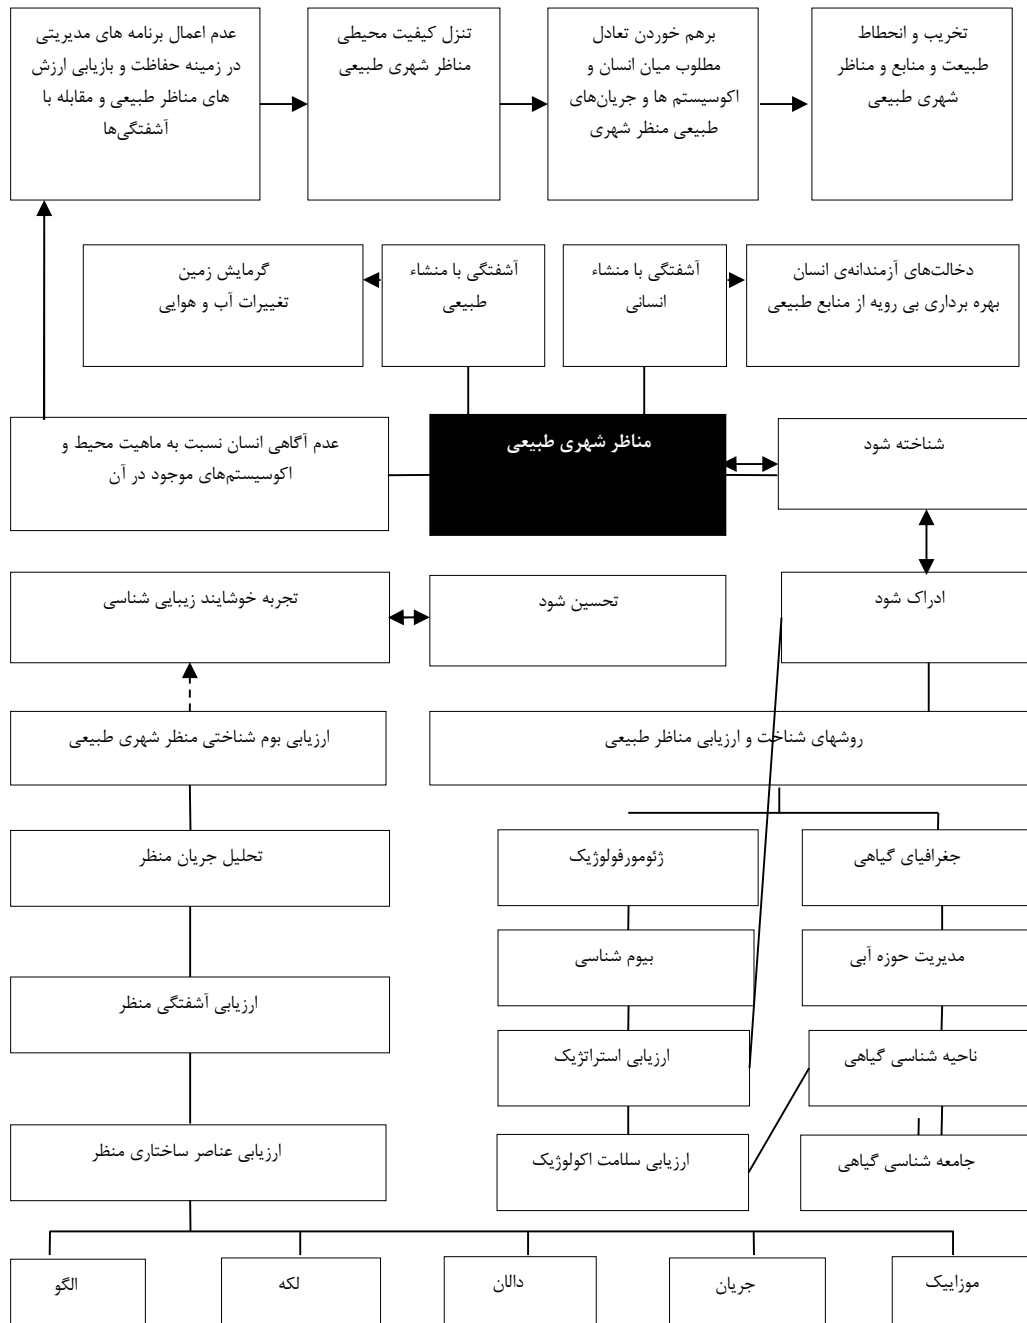 تخریب و انحطاط
طبیعت و منابع و مناظر
شهری طبیعی
برهم خوردن تعادل
مطلوب میان انسان و
اکوسیستم ها و جریان‌های
طبیعی منظر شهری
تنزل کیفیت محیطی
مناظر شهری طبیعی
عدم اعمال برنامه های مدیریتی
در زمینه حفاظت و بازیابی ارزش
های مناظر طبیعی و مقابله با
آشفتگی‌ها
دخالت‌های آزمندانه‌ی انسان
بهره برداری بی رویه از منابع طبیعی
آشفتگی با منشاء
انسانی
آشفتگی با منشاء
طبیعی
گرمایش زمین
تغییرات آب و هوایی
شناخته شود
مناظر شهری طبیعی
عدم آگاهی انسان نسبت به ماهیت محیط و
اکوسیستم‌های موجود در آن
ادراک شود
تحسین شود
تجربه خوشایند زیبایی شناسی
روشهای شناخت و ارزیابی مناظر طبیعی
ارزیابی بوم شناختی منظر شهری طبیعی
جغرافیای گیاهی
ژئومورفولوژیک
تحلیل جریان منظر
مدیریت حوزه آبی
بیوم شناسی
ارزیابی آشفتگی منظر
ناحیه شناسی گیاهی
ارزیابی استراتژیک
جامعه شناسی گیاهی
ارزیابی سلامت اکولوژیک
ارزیابی عناصر ساختاری منظر
موزاییک
جریان
دالان
لکه
الگو